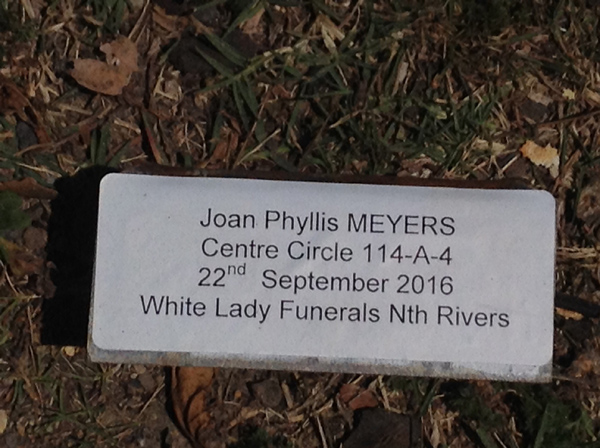 Joan Phyllis MEYERS
Centre Circle 114-A-4
22nd September 2016
White Lady Funerals Nth Rivers